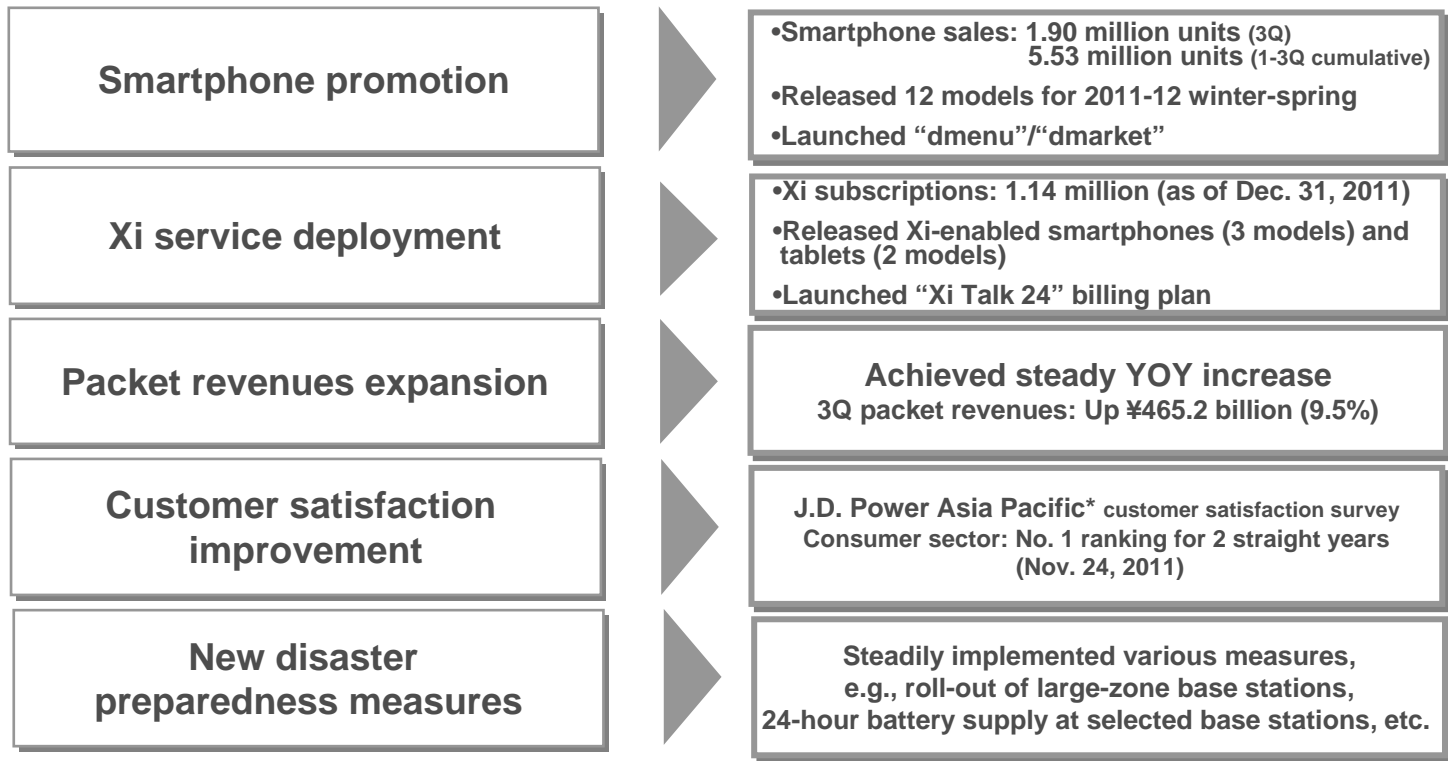 Smartphone promotion
•Smartphone sales: 1.90 million units (3Q)
5.53 million units (1-3Q cumulative)
•Released 12 models for 2011-12 winter-spring
•Launched “dmenu”/“dmarket”
Xi service deployment
•Xi subscriptions: 1.14 million (as of Dec. 31, 2011)
•Released Xi-enabled smartphones (3 models) and
tablets (2 models)
•Launched “Xi Talk 24” billing plan
Packet revenues expansion
Achieved steady YOY increase
3Q packet revenues: Up ¥465.2 billion (9.5%)
Customer satisfaction
improvement
J.D. Power Asia Pacific* customer satisfaction survey
Consumer sector: No. 1 ranking for 2 straight years
(Nov. 24, 2011)
New disaster
preparedness measures
Steadily implemented various measures,
e.g., roll-out of large-zone base stations,
24-hour battery supply at selected base stations, etc.